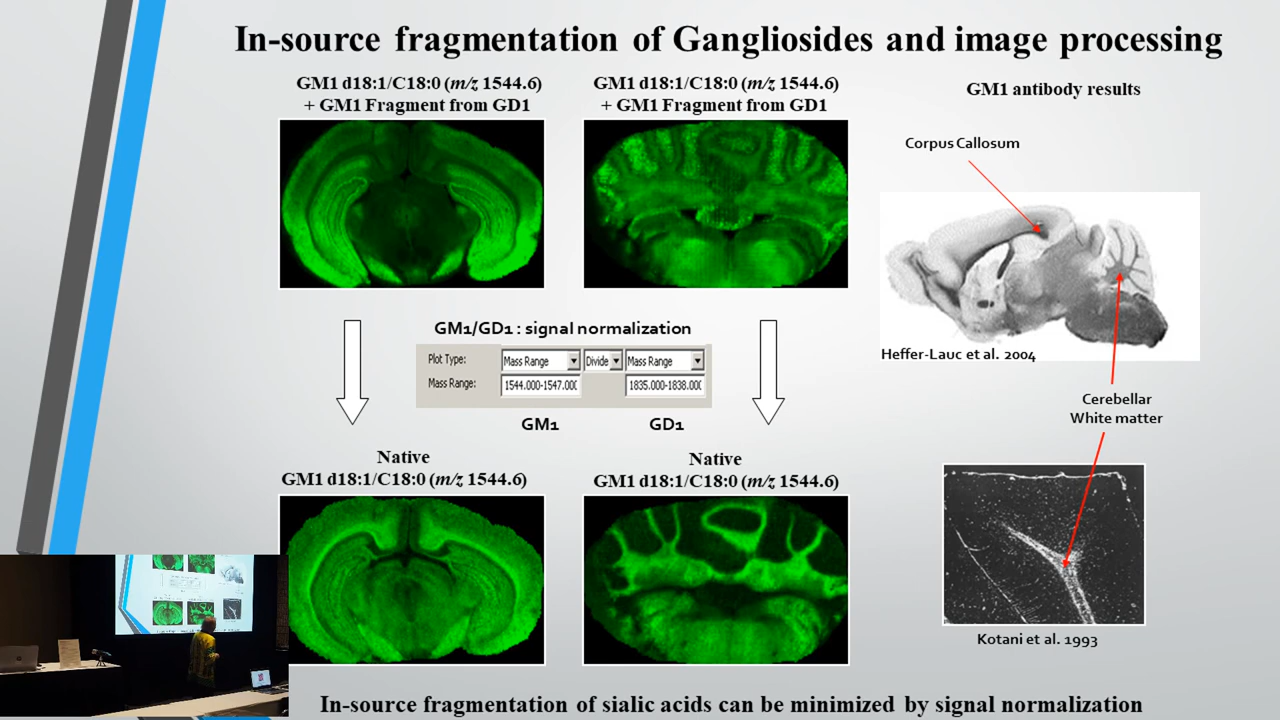 In-source fragmentation of Gangliosides and image processing
GM1 d18:1/C18:0 (m/z 1544.6)
+ GM1 Fragment from GD1
GM1 d18:1/C18:0 (m/z 1544.6)
+ GM1 Fragment from GD1
GM1 antibody results
Corpus Callosum
GM1/GD1 : signal normalization
Plot Type:
Mass Range
Divide
Mass Range
Mass Range:
1544.000-1547.000
1835.000-1838.000
GM1
GD1
Heffer-Lauc et al. 2004
Cerebellar
White matter
Native
GM1 d18:1/C18:0 (m/z 1544.6)
Native
GM1 d18:1/C18:0 (m/z 1544.6)
Kotani et al. 1993
In-source fragmentation of sialic acids can be minimized by signal normalization